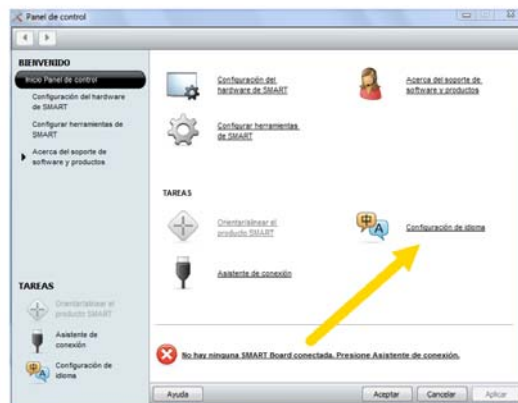 Panel de control
BIENVENIDO
Inicio Panel de control
Configuración del hardware
de SMART
Configurar herramientas de
SMART
Acerca del soporte de
software y productos
TAREAS
Orientar/alinear el
producto SMART
Asistente de
conexión
Configuración de
idioma
Configuración del
hardware de SMART
Acerca del soporte de
software y productos
Configurar herramientas
de SMART
TAREAS
Orientar/alinear el
producto SMART
Configuración de idioma
Asistente de conexión
No hay ninguna SMART Board conectada. Presione Asistente de conexión.
Ayuda
Aceptar
Cancelar
Aplicar